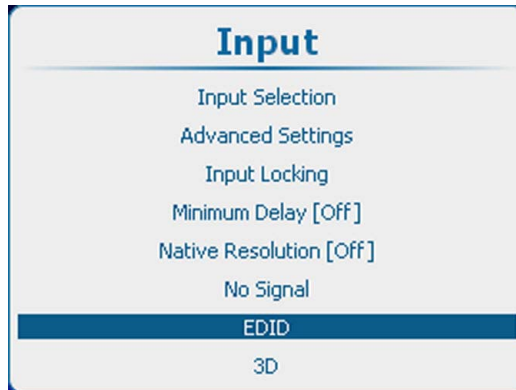 Input
Input Selection
Advanced Settings
Input Locking
Minimum Delay [Off]
Native Resolution [Off]
No Signal
EDID
3D